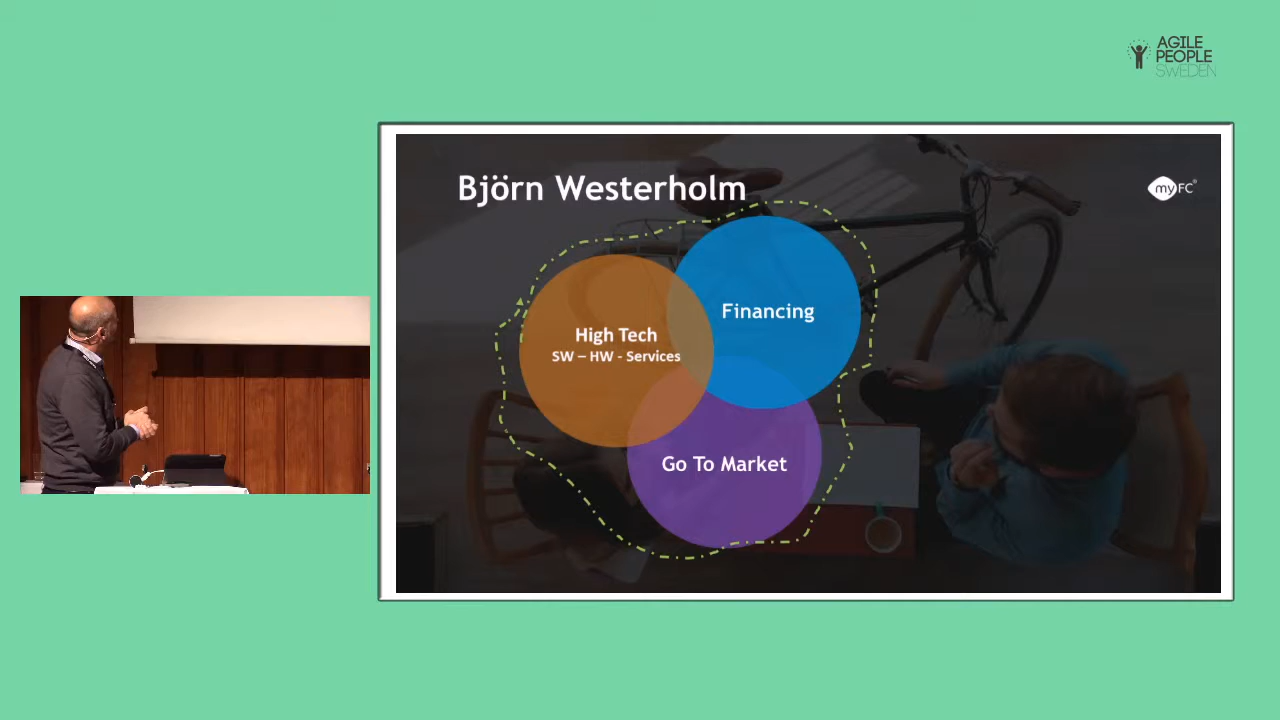 AGILE
PEOPLE
SWEDEN
Björn Westerholm
myFC®
Financing
High Tech
SW – HW - Services
Go To Market